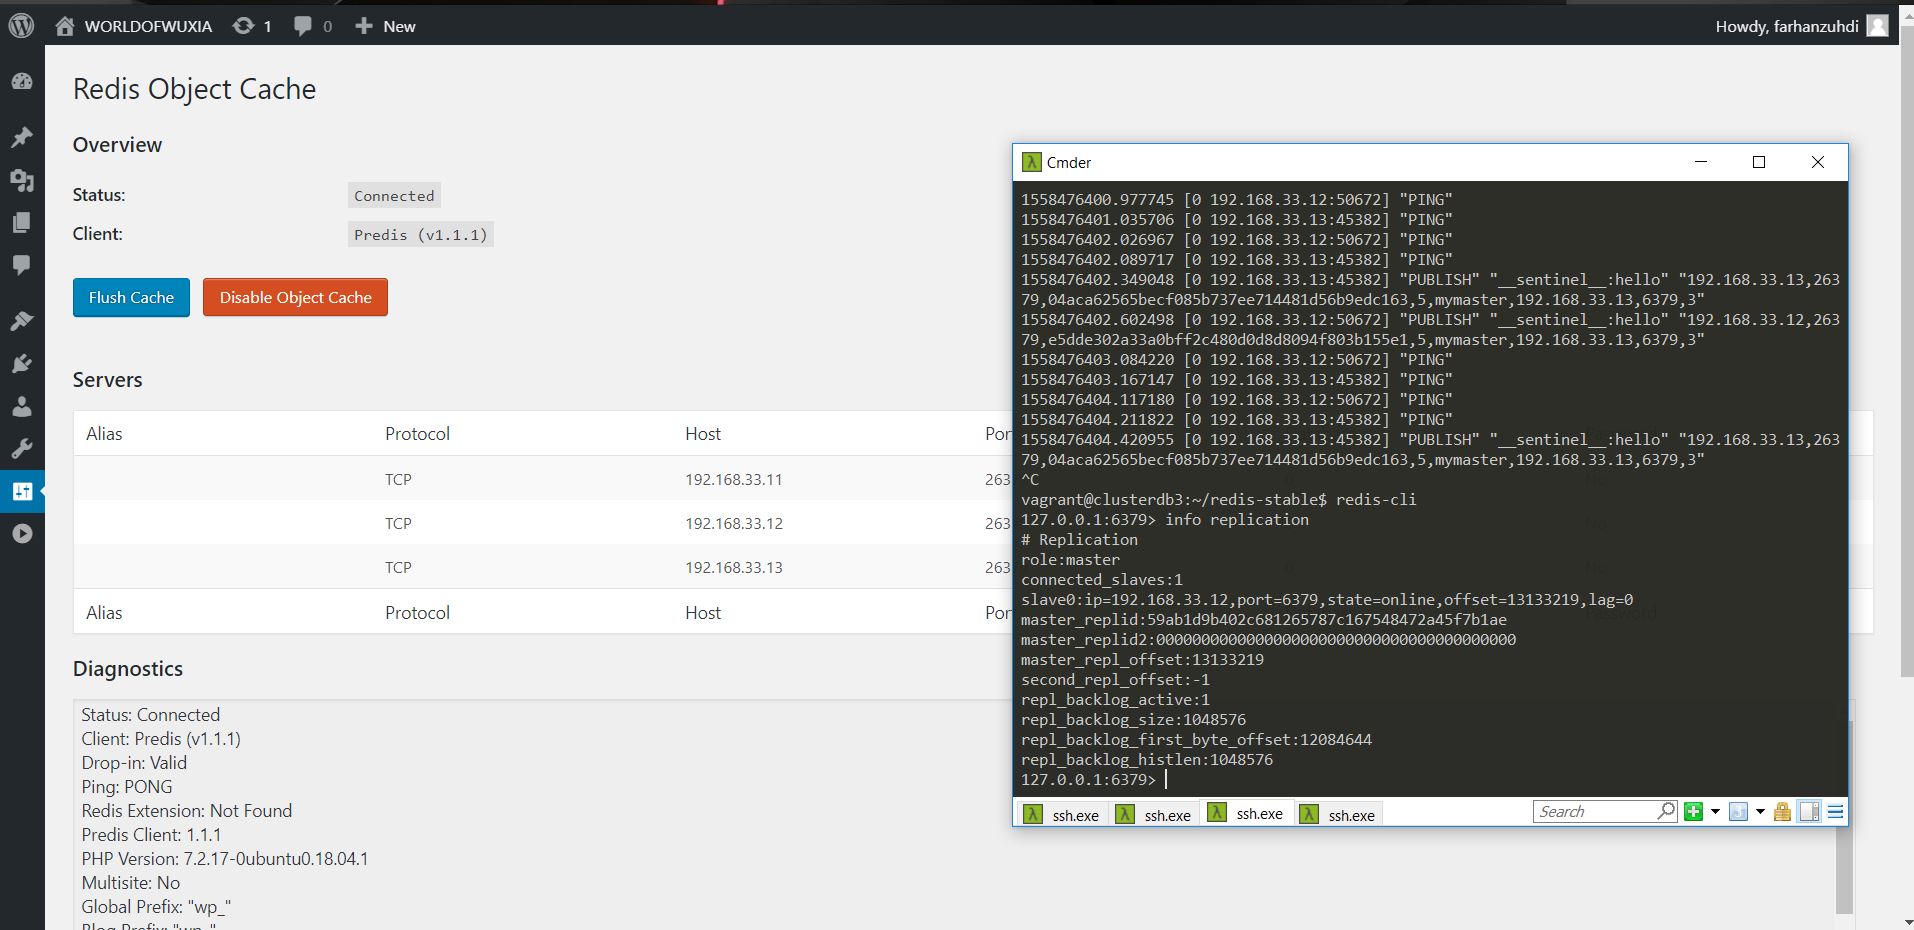 WORLDOFWUXIA 1 0 New Howdy, farhanzuhdi
Redis Object Cache
Overview
Status: Connected
Client: Predis (v1.1.1)
Flush Cache Disable Object Cache
Servers
Alias Protocol Host Por
TCP 192.168.33.11 263
TCP 192.168.33.12 263
TCP 192.168.33.13 263
Alias Protocol Host Por
Diagnostics
Status: Connected
Client: Predis (v1.1.1)
Drop-in: Valid
Ping: PONG
Redis Extension: Not Found
Predis Client: 1.1.1
PHP Version: 7.2.17-0ubuntu0.18.04.1
Multisite: No
Global Prefix: "wp_"
Blog Prefix: "wp_"
Cmder
1558476400.977745 [0 192.168.33.12:50672] "PING"
1558476401.035706 [0 192.168.33.13:45382] "PING"
1558476402.026967 [0 192.168.33.12:50672] "PING"
1558476402.089717 [0 192.168.33.13:45382] "PING"
1558476402.349048 [0 192.168.33.13:45382] "PUBLISH" "__sentinel__:hello" "192.168.33.13,263
79,04aca62565becf085b737ee714481d56b9edc163,5,mymaster,192.168.33.13,6379,3"
1558476402.602498 [0 192.168.33.12:50672] "PUBLISH" "__sentinel__:hello" "192.168.33.12,263
79,e5dde302a33a0bff2c480d0d8d8094f803b155e1,5,mymaster,192.168.33.13,6379,3"
1558476403.084220 [0 192.168.33.12:50672] "PING"
1558476403.167147 [0 192.168.33.13:45382] "PING"
1558476404.117180 [0 192.168.33.12:50672] "PING"
1558476404.211822 [0 192.168.33.13:45382] "PING"
1558476404.420955 [0 192.168.33.13:45382] "PUBLISH" "__sentinel__:hello" "192.168.33.13,263
79,04aca62565becf085b737ee714481d56b9edc163,5,mymaster,192.168.33.13,6379,3"
^C
vagrant@clusterdb3:~/redis-stable$ redis-cli
127.0.0.1:6379> info replication
# Replication
role:master
connected_slaves:1
slave0:ip=192.168.33.12,port=6379,state=online,offset=13133219,lag=0
master_replid:59ab1d9b402c681265787c167548472a45f7b1ae
master_replid2:0000000000000000000000000000000000000000
master_repl_offset:13133219
second_repl_offset:-1
repl_backlog_active:1
repl_backlog_size:1048576
repl_backlog_first_byte_offset:12084644
repl_backlog_histlen:1048576
127.0.0.1:6379>
ssh.exe ssh.exe ssh.exe ssh.exe Search